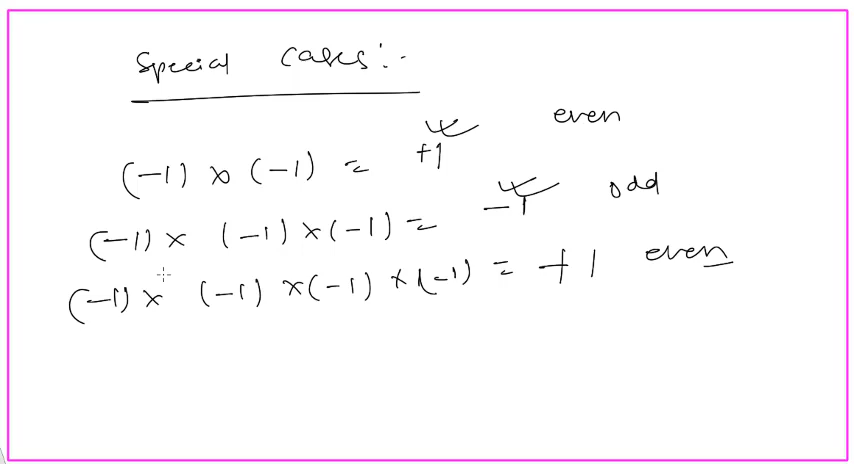 Special cases:-
(-1) × (-1) = +1 even
(-1) × (-1) × (-1) = -1 odd
(-1) × (-1) × (-1) × (-1) = +1 even